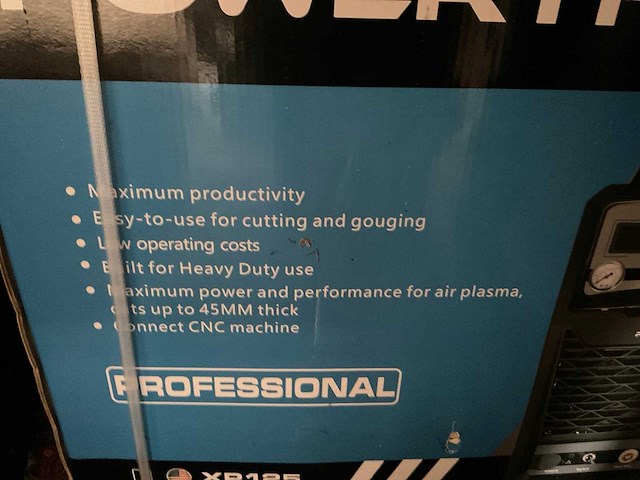 Maximum productivity
Easy-to-use for cutting and gouging
Low operating costs
Built for Heavy Duty use
Maximum power and performance for air plasma,
cuts up to 45MM thick
Connect CNC machine
PROFESSIONAL